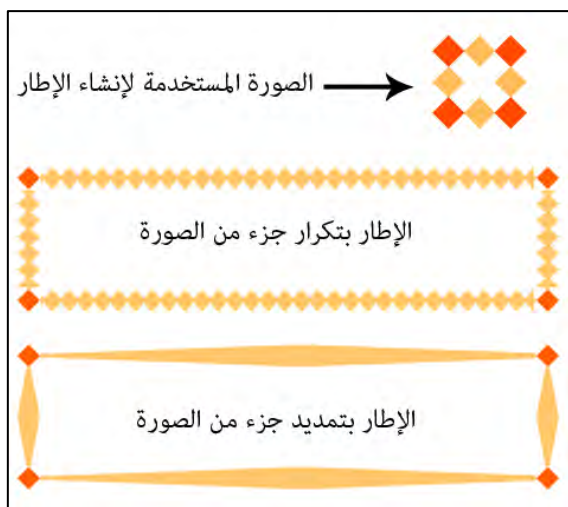 الصورة المستخدمة لإنشاء الإطار
الإطار بتكرار جزء من الصورة
الإطار بتمديد جزء من الصورة